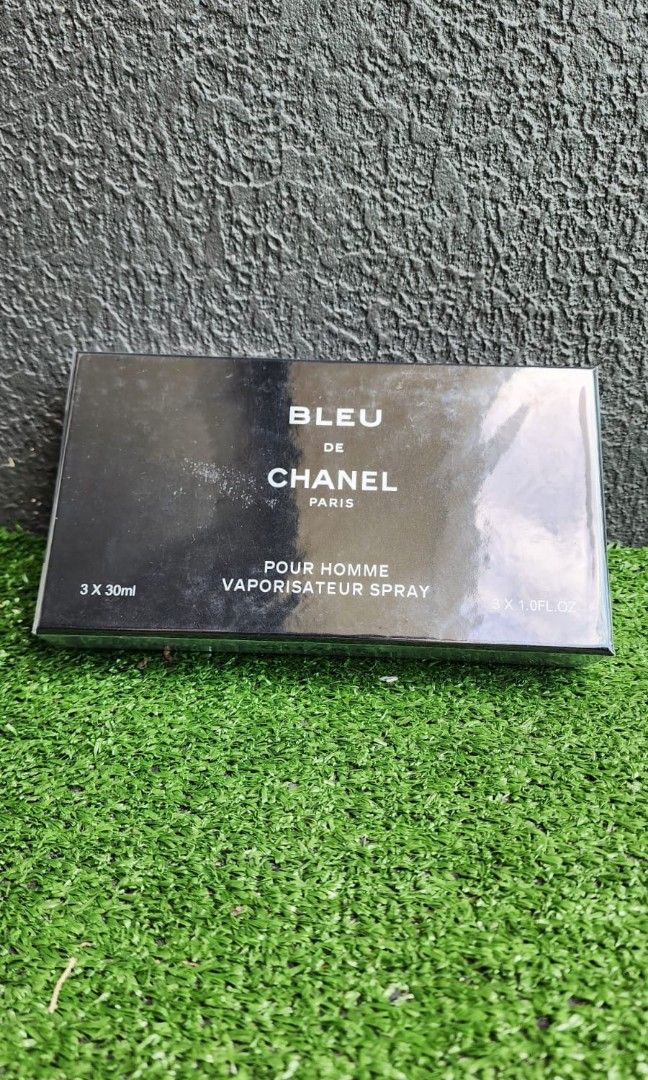 BLEU
DE
CHANEL
PARIS
POUR HOMME
VAPORISATEUR SPRAY
3 X 30ml
3 X 1.0FL.OZ